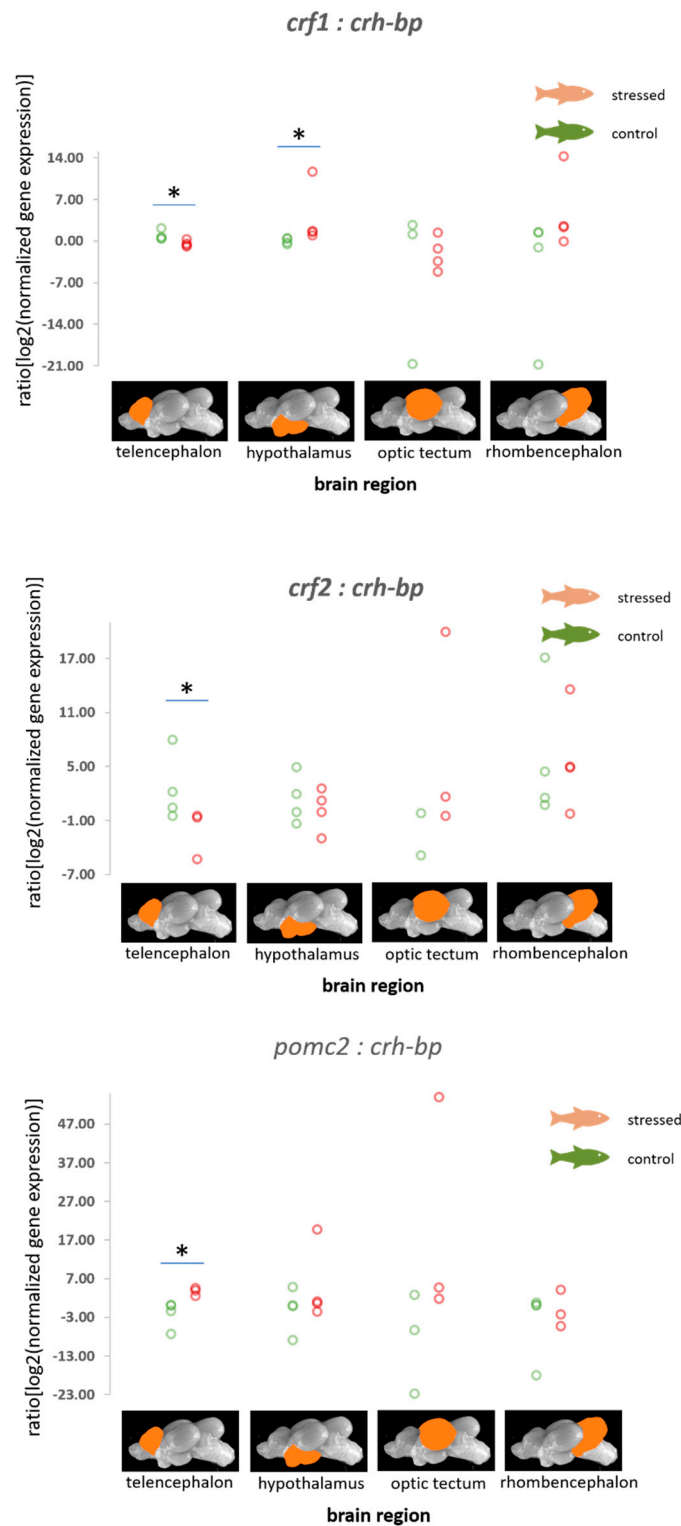 crf1 : crh-bp
stressed
control
ratio[log2(normalized gene expression)]
14.00
7.00
0.00
-7.00
-14.00
-21.00
*
*
telencephalon hypothalamus optic tectum rhombencephalon
brain region
crf2 : crh-bp
stressed
control
ratio[log2(normalized gene expression)]
17.00
11.00
5.00
-1.00
-7.00
*
telencephalon hypothalamus optic tectum rhombencephalon
brain region
pomc2 : crh-bp
stressed
control
ratio[log2(normalized gene expression)]
47.00
37.00
27.00
17.00
7.00
-3.00
-13.00
-23.00
*
telencephalon hypothalamus optic tectum rhombencephalon
brain region